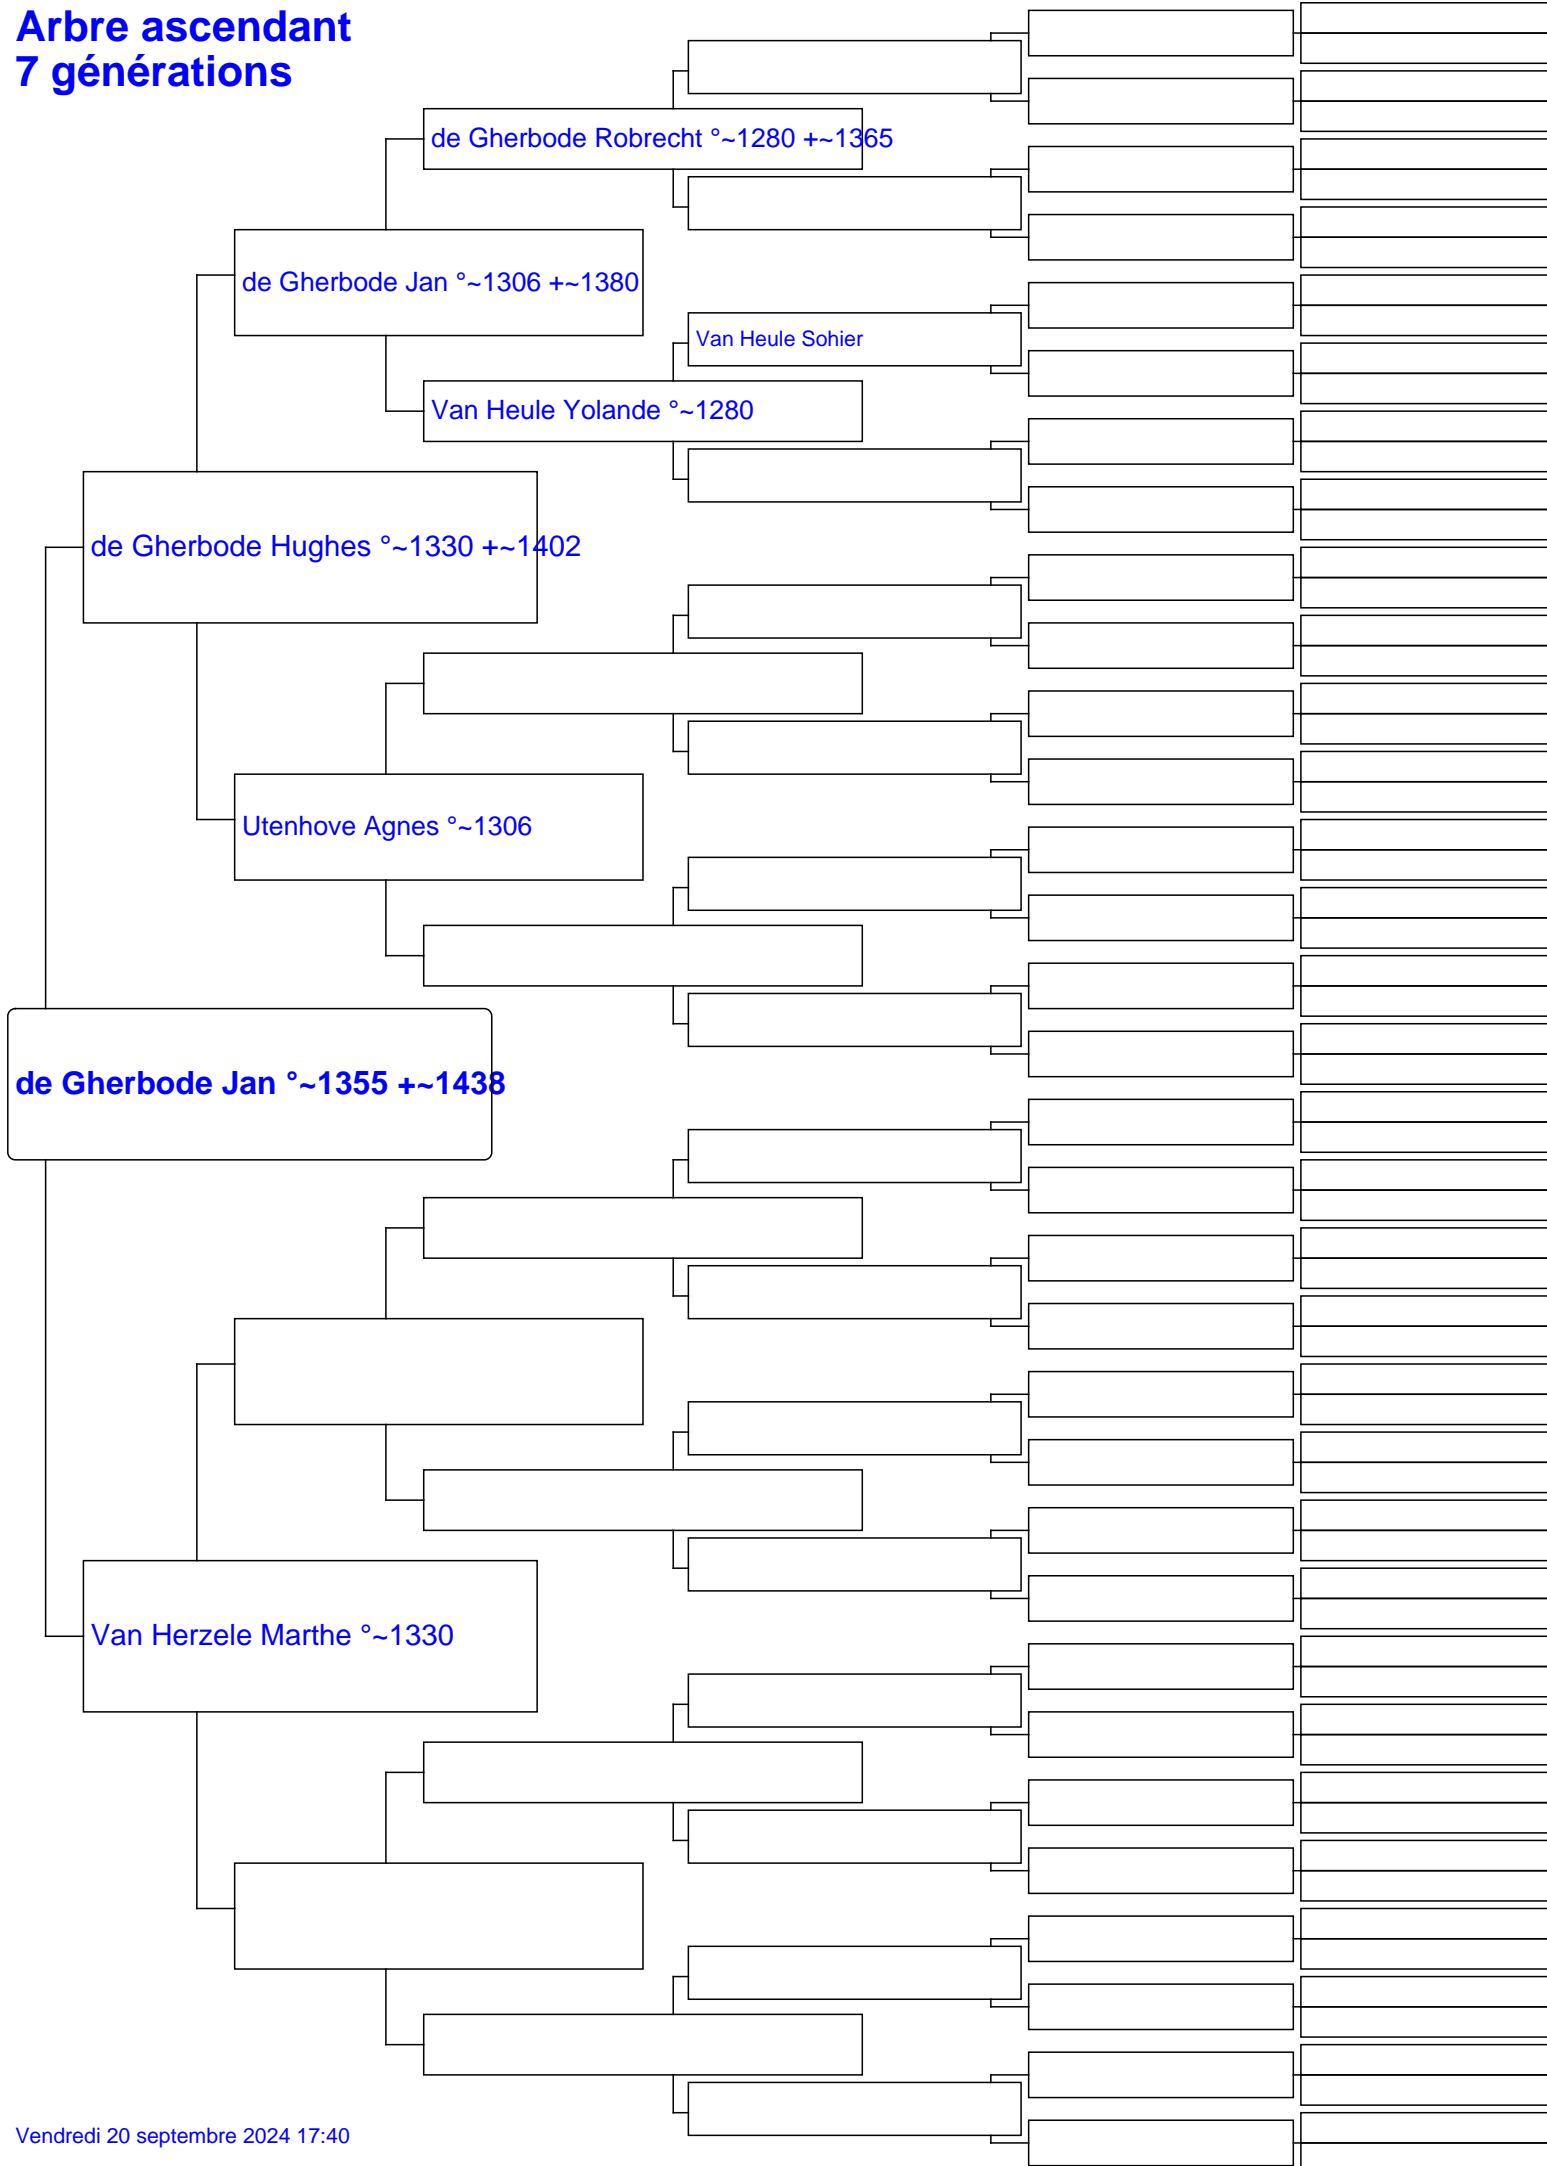 Arbre ascendant
7 générations
de Gherbode Robrecht °~1280 +~1365
de Gherbode Jan °~1306 +~1380
Van Heule Sohier
Van Heule Yolande °~1280
de Gherbode Hughes °~1330 +~1402
Utenhove Agnes °~1306
de Gherbode Jan °~1355 +~1438
Van Herzele Marthe °~1330
Vendredi 20 septembre 2024 17:40